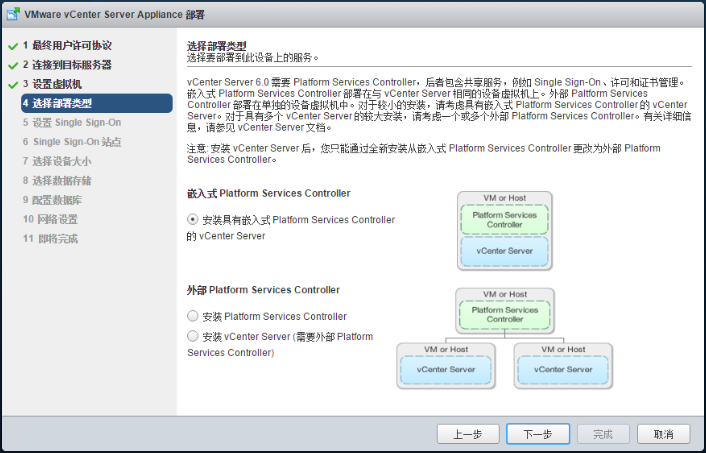 VMware vCenter Server Appliance 部署
1 最终用户许可协议
2 连接到目标服务器
3 设置虚拟机
4 选择部署类型
5 设置 Single Sign-On
6 Single Sign-On 站点
7 选择设备大小
8 选择数据存储
9 配置数据库
10 网络设置
11 即将完成
选择部署类型
选择要部署到此设备上的服务。
vCenter Server 6.0 需要 Platform Services Controller，后者包含共享服务，例如 Single Sign-On、许可和证书管理。
嵌入式 Platform Services Controller 部署在与 vCenter Server 相同的设备虚拟机上。外部 Paltform Services
Controller 部署在单独的设备虚拟机中。对于较小的安装，请考虑具有嵌入式 Platform Services Controller 的 vCenter
Server。对于具有多个 vCenter Server 的较大安装，请考虑一个或多个外部 Platform Services Controller。有关详细信
息，请参见 vCenter Server 文档。
注意: 安装 vCenter Server 后，您只能通过全新安装从嵌入式 Platform Services Controller 更改为外部 Platform
Services Controller。
嵌入式 Platform Services Controller
安装具有嵌入式 Platform Services Controller
的 vCenter Server
VM or Host
Platform Services
Controller
vCenter Server
外部 Platform Services Controller
安装 Platform Services Controller
安装 vCenter Server (需要外部 Platform
Services Controller)
VM or Host
Platform Services
Controller
VM or Host
vCenter Server
VM or Host
vCenter Server
上一步
下一步
完成
取消